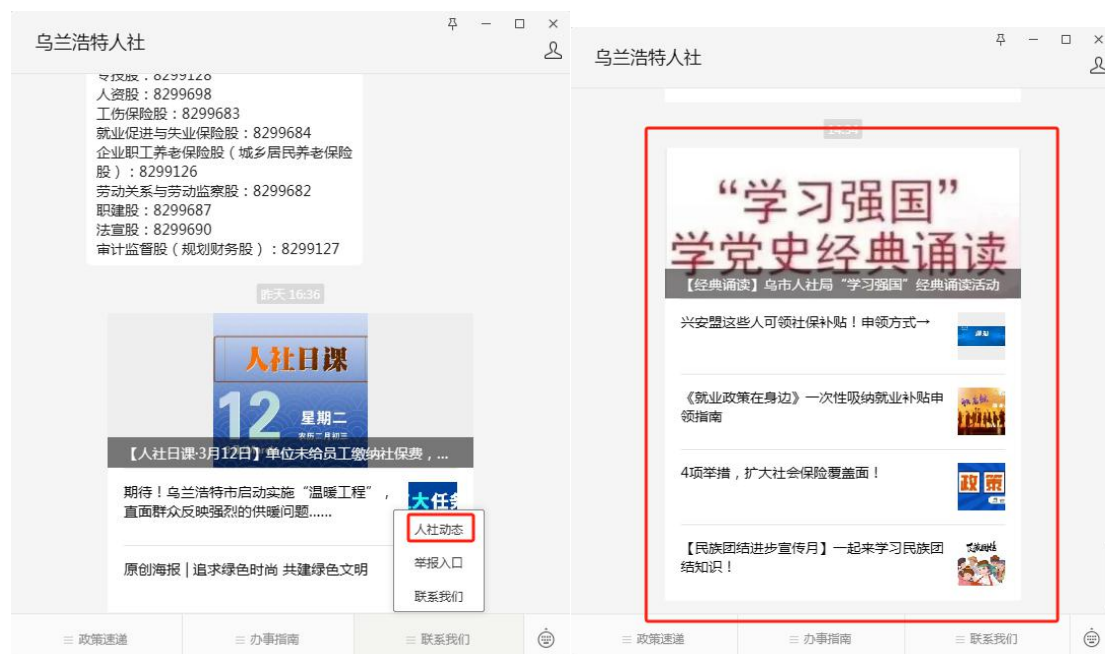 乌兰浩特人社
专技股：8299128
人资股：8299698
工伤保险股：8299683
就业促进与失业保险股：8299684
企业职工养老保险股（城乡居民养老保险
股）：8299126
劳动关系与劳动监察股：8299682
职建股：8299687
法宣股：8299690
审计监督股（规划财务股）：8299127
昨天 16:36
人社日课
12
星期二
农历二月初三
【人社日课·3月12日】单位未给员工缴纳社保费，...
期待！乌兰浩特市启动实施“温暖工程”，
直面群众反映强烈的供暖问题......
大任务
原创海报 | 追求绿色时尚 共建绿色文明
人社动态
举报入口
联系我们
政策速递
办事指南
联系我们
乌兰浩特人社
“学习强国”
学党史经典诵读
【经典诵读】乌市人社局“学习强国”经典诵读活动
兴安盟这些人可领社保补贴！申领方式→
《就业政策在身边》一次性吸纳就业补贴申
领指南
4项举措，扩大社会保险覆盖面！
政策
【民族团结进步宣传月】一起来学习民族团
结知识！
政策速递
办事指南
联系我们